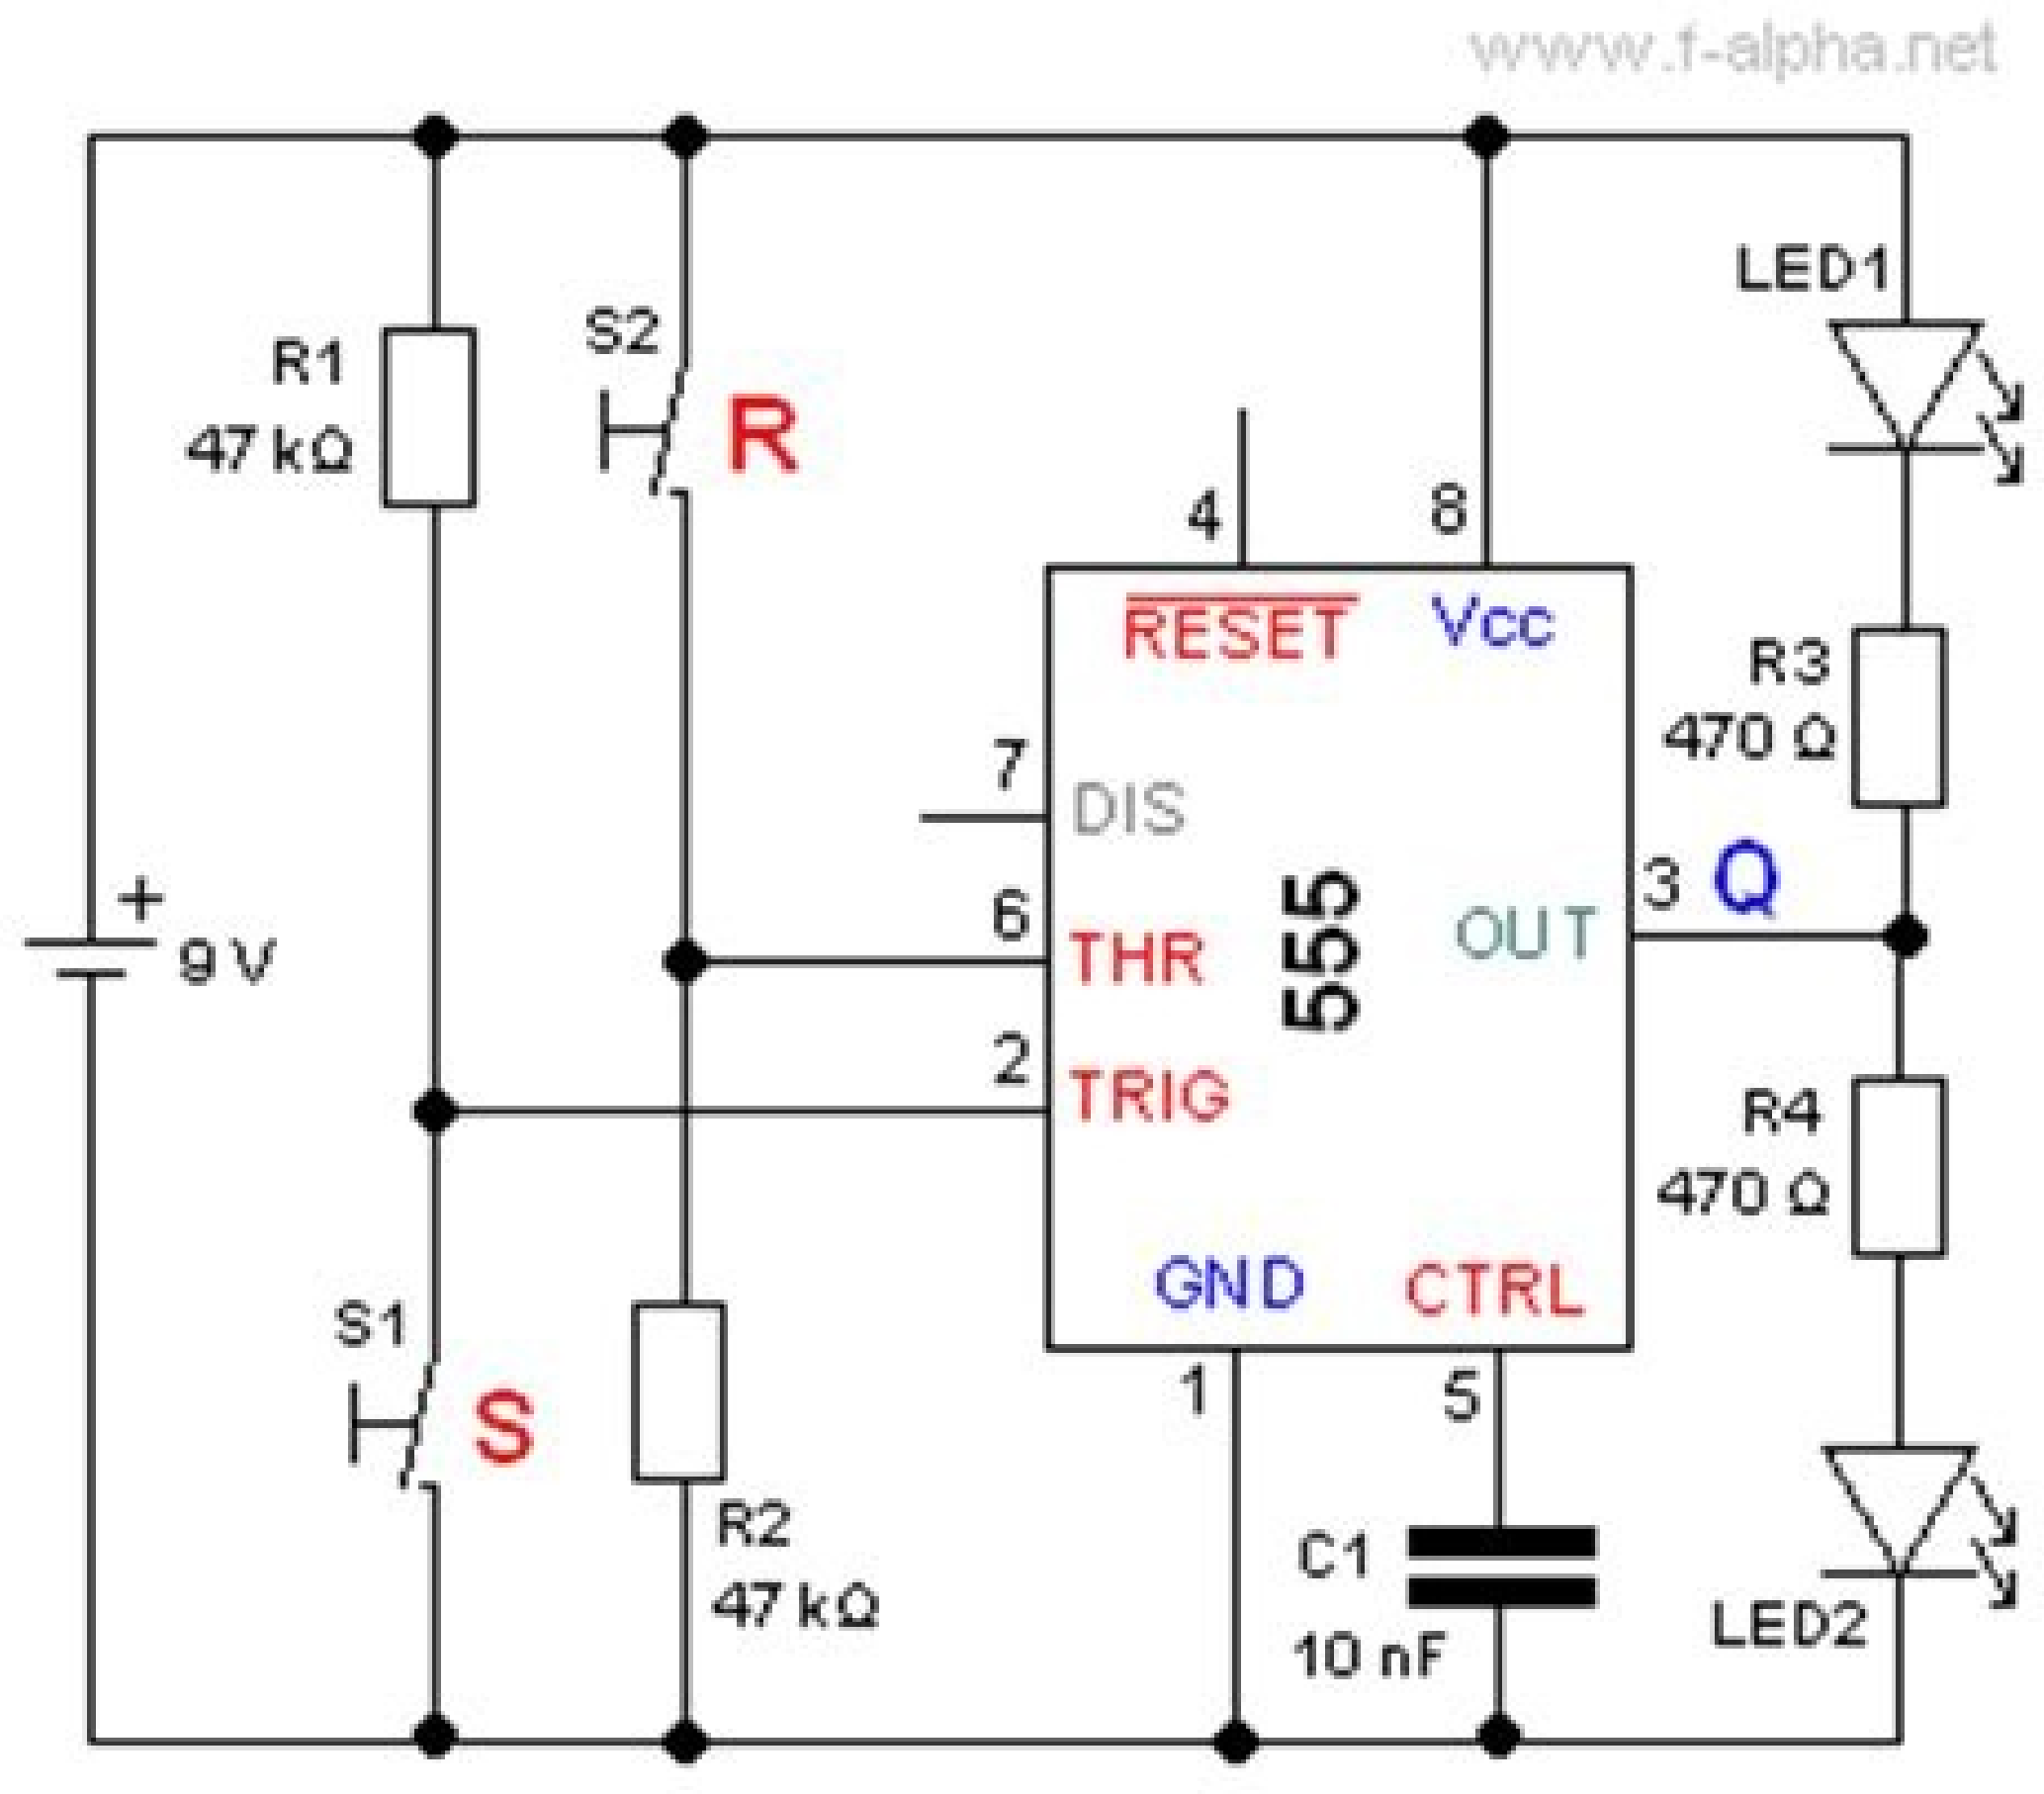 www.f-alpha.net
LED1
S2
R1
47 kΩ
R
4
8
RESET
Vcc
R3
470 Ω
7
DIS
6
THR
555
OUT
3
Q
+
9 V
2
TRIG
R4
470 Ω
GND
CTRL
S1
S
1
5
R2
47 kΩ
C1
10 nF
LED2